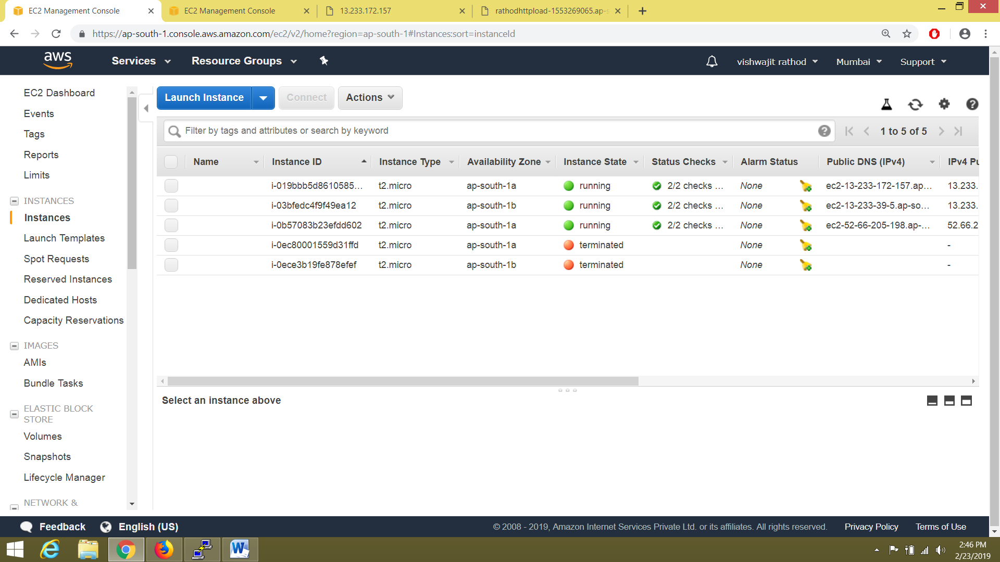 EC2 Management Console
EC2 Management Console
13.233.172.157
rathodhttpload-1553269065.ap-s
https://ap-south-1.console.aws.amazon.com/ec2/v2/home?region=ap-south-1#Instances:sort=instanceId
aws
Services
Resource Groups
vishwajit rathod
Mumbai
Support
EC2 Dashboard
Events
Tags
Reports
Limits
INSTANCES
Instances
Launch Templates
Spot Requests
Reserved Instances
Dedicated Hosts
Capacity Reservations
IMAGES
AMIs
Bundle Tasks
ELASTIC BLOCK
STORE
Volumes
Snapshots
Lifecycle Manager
NETWORK &
Launch Instance
Connect
Actions
Filter by tags and attributes or search by keyword
1 to 5 of 5
Name Instance ID Instance Type Availability Zone Instance State Status Checks Alarm Status Public DNS (IPv4) IPv4 Pu
i-019bbb5d8610585... t2.micro ap-south-1a running 2/2 checks ... None ec2-13-233-172-157.ap... 13.233.
i-03bfedc4f9f49ea12 t2.micro ap-south-1b running 2/2 checks ... None ec2-13-233-39-5.ap-so... 13.233.
i-0b57083b23efdd602 t2.micro ap-south-1a running 2/2 checks ... None ec2-52-66-205-198.ap-... 52.66.2
i-0ec80001559d31ffd t2.micro ap-south-1a terminated None -
i-0ece3b19fe878efef t2.micro ap-south-1b terminated None -
Select an instance above
Feedback
English (US)
© 2008 - 2019, Amazon Internet Services Private Ltd. or its affiliates. All rights reserved.
Privacy Policy
Terms of Use
2:46 PM
2/23/2019